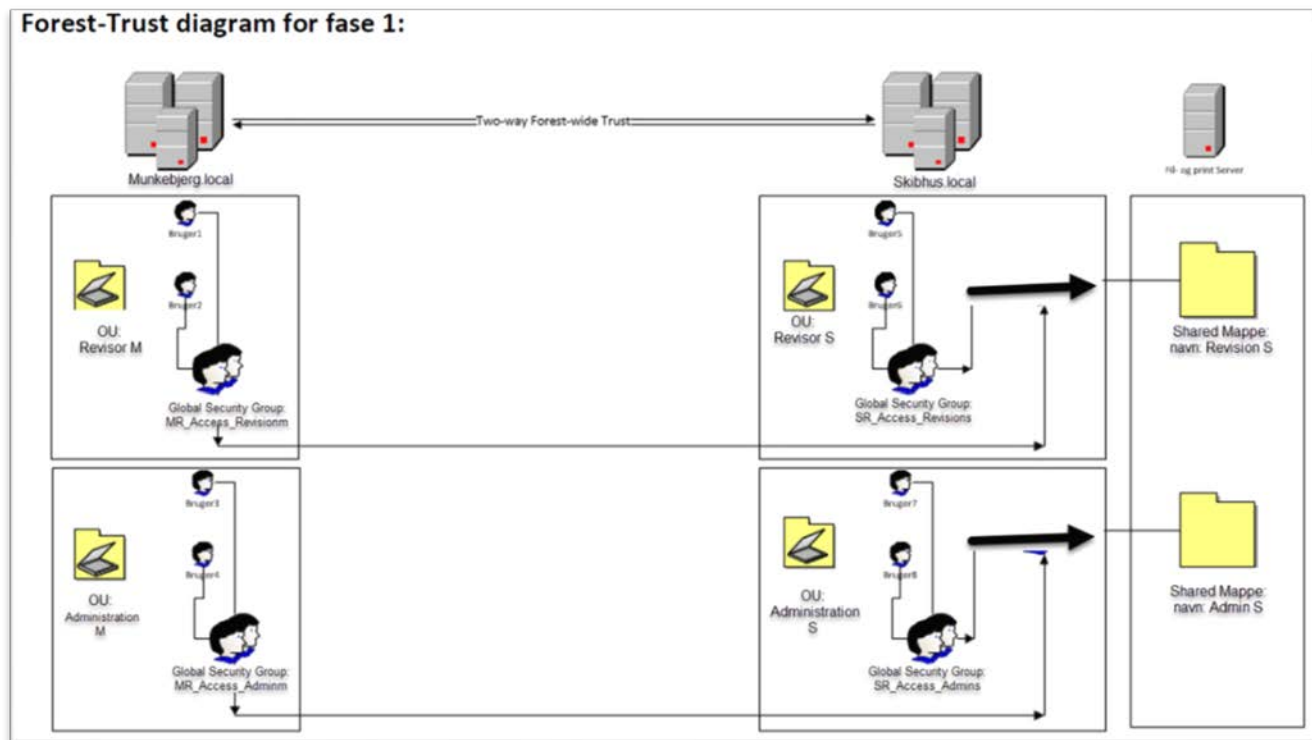 Forest-Trust diagram for fase 1:
Two-way Forest-wide Trust
Munkebjerg.local
Skibhus.local
Fil- og print Server
Bruger1
Bruger2
OU:
Revisor M
Global Security Group:
MR_Access_Revisionm
Bruger5
Bruger6
OU:
Revisor S
Global Security Group:
SR_Access_Revisions
Shared Mappe:
navn: Revision S
Bruger3
Bruger4
OU:
Administration
M
Global Security Group:
MR_Access_Adminm
Bruger7
Bruger8
OU:
Administration
S
Global Security Group:
SR_Access_Admins
Shared Mappe:
navn: Admin S